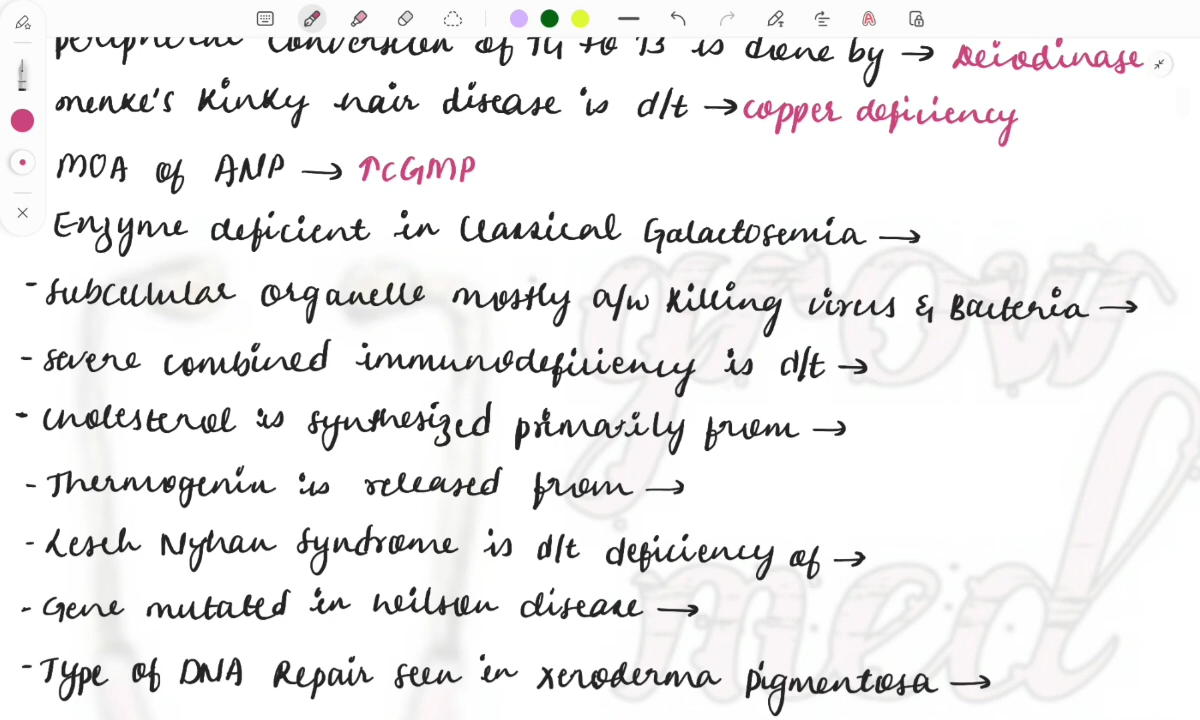 peripheral conversion of T4 to T3 is done by → Deiodinase
menke's Kinky hair disease is d/t → copper deficiency
MOA of ANP → ↑cGMP
Enzyme deficient in Classical Galactosemia →
- Subcellular organelle mostly a/w Killing virus & Bacteria →
- Severe combined immunodeficiency is d/t →
- Cholesterol is synthesized primarily from →
- Thermogenin is released from →
- Lesch Nyhan Syndrome is d/t deficiency of →
- Gene mutated in Wilson disease →
- Type of DNA Repair seen in Xeroderma Pigmentosa →
grow
med